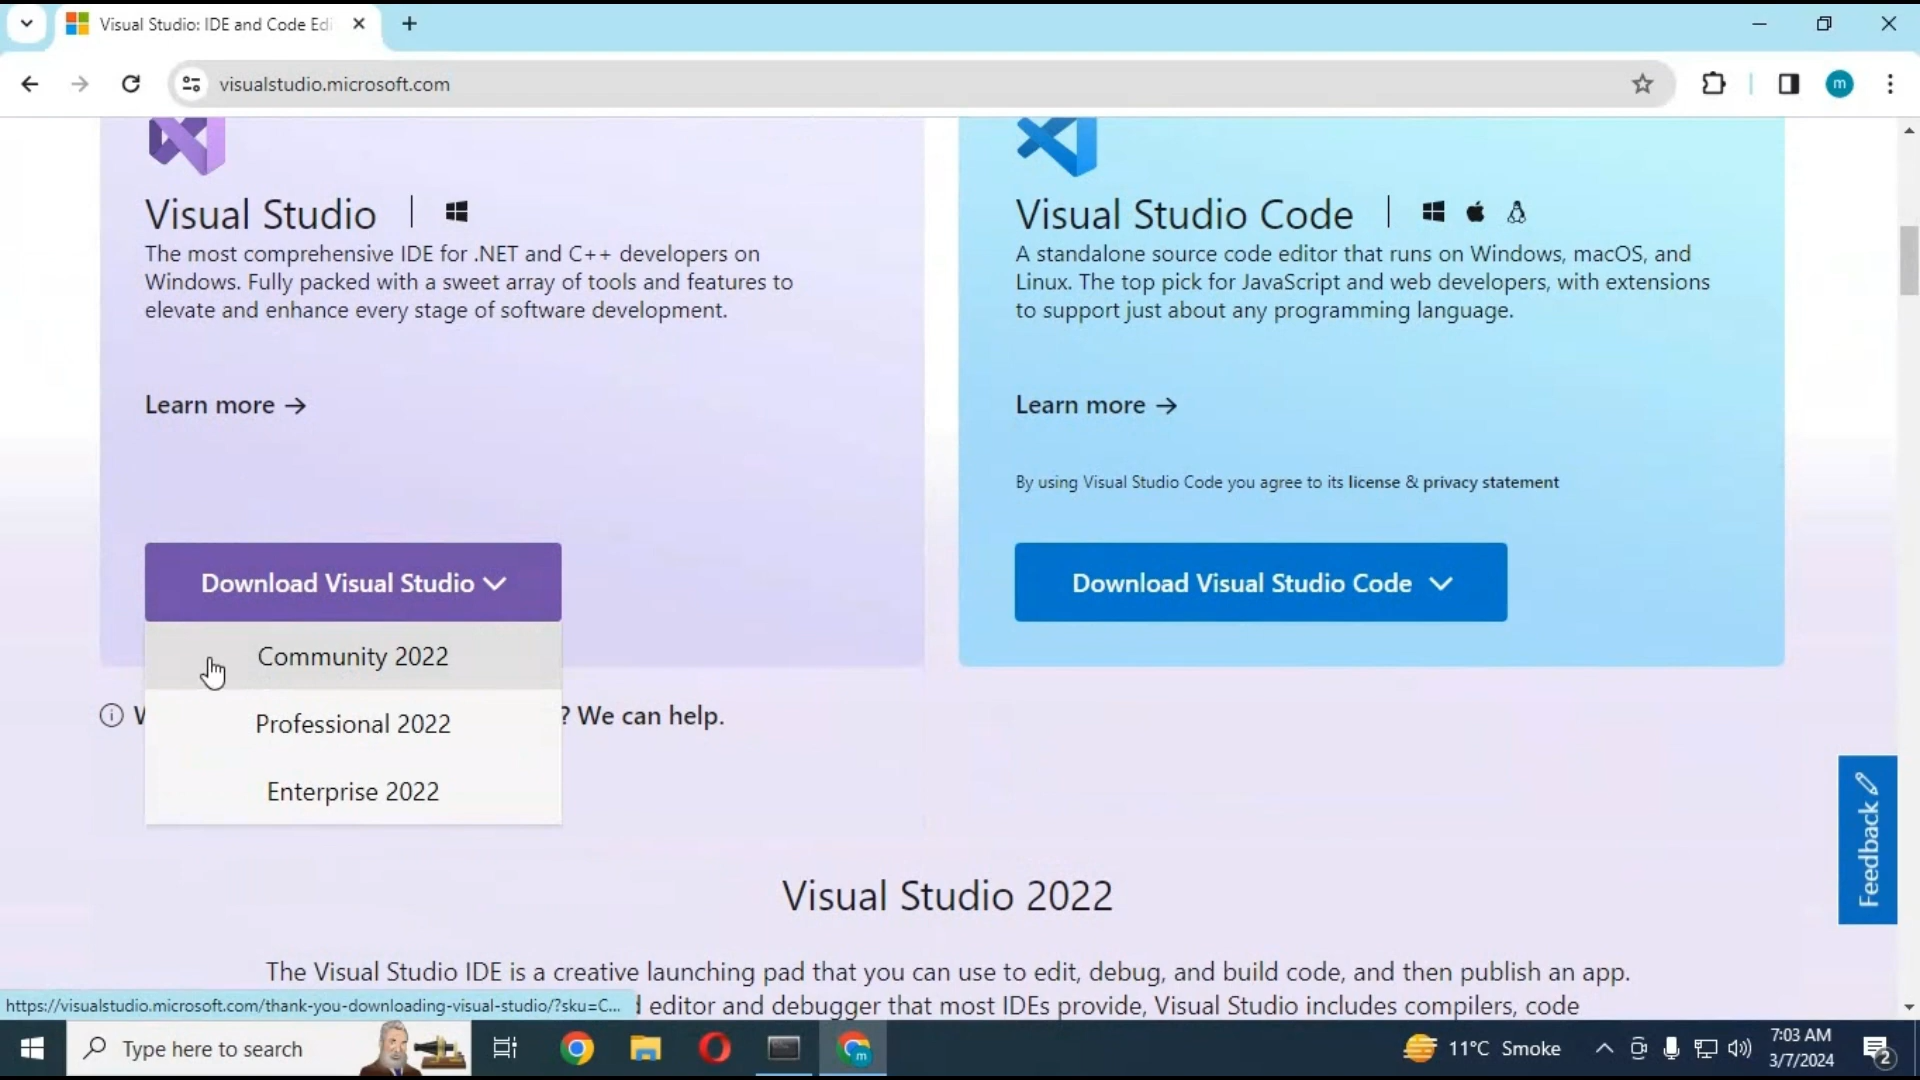 Visual Studio: IDE and Code Edi
visualstudio.microsoft.com
m
Visual Studio
The most comprehensive IDE for .NET and C++ developers on
Windows. Fully packed with a sweet array of tools and features to
elevate and enhance every stage of software development.
Learn more →
Download Visual Studio
Community 2022
Professional 2022
Enterprise 2022
W
? We can help.
Visual Studio Code
A standalone source code editor that runs on Windows, macOS, and
Linux. The top pick for JavaScript and web developers, with extensions
to support just about any programming language.
Learn more →
By using Visual Studio Code you agree to its license & privacy statement
Download Visual Studio Code
Feedback
Visual Studio 2022
The Visual Studio IDE is a creative launching pad that you can use to edit, debug, and build code, and then publish an app.
editor and debugger that most IDEs provide, Visual Studio includes compilers, code
https://visualstudio.microsoft.com/thank-you-downloading-visual-studio/?sku=C...
Type here to search
m
11°C Smoke
7:03 AM
3/7/2024
2